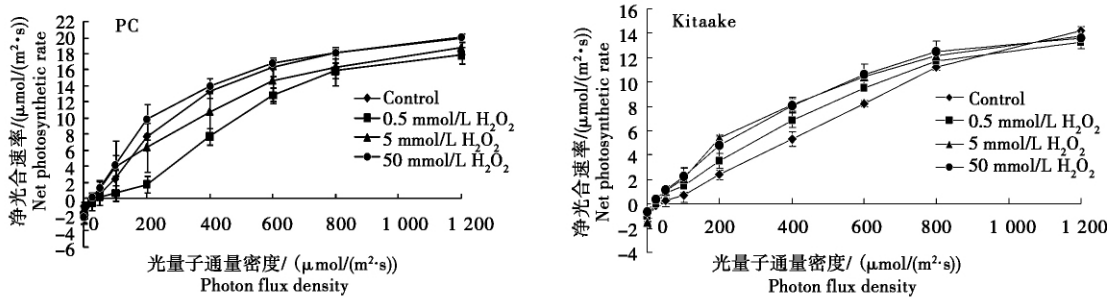 PC
净光合速率/(μmol/(m²·s))
Net photosynthetic rate
22
20
18
16
14
12
10
8
6
4
2
0
−2
−4
−6
0 200 400 600 800 1 000 1 200
Control
0.5 mmol/L H₂O₂
5 mmol/L H₂O₂
50 mmol/L H₂O₂
光量子通量密度/（μmol/(m²·s))
Photon flux density
Kitaake
净光合速率/(μmol/(m²·s))
Net photosynthetic rate
16
14
12
10
8
6
4
2
0
−2
−4
0 200 400 600 800 1 000 1 200
Control
0.5 mmol/L H₂O₂
5 mmol/L H₂O₂
50 mmol/L H₂O₂
光量子通量密度/（μmol/(m²·s))
Photon flux density